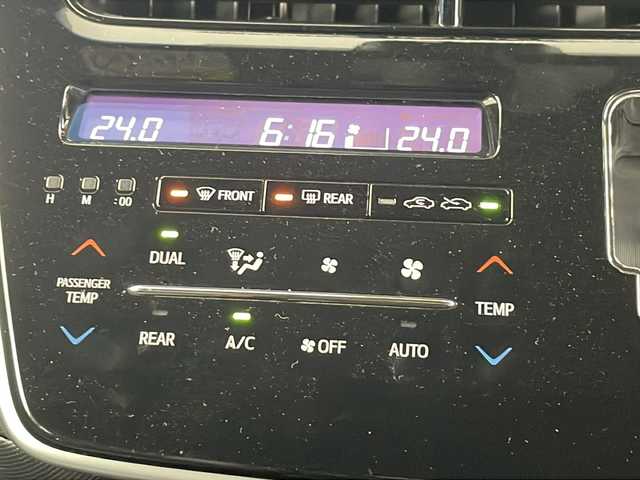 24.0 6:16 24.0
FRONT REAR
H M :00
DUAL
PASSENGER
TEMP
TEMP
REAR A/C OFF AUTO